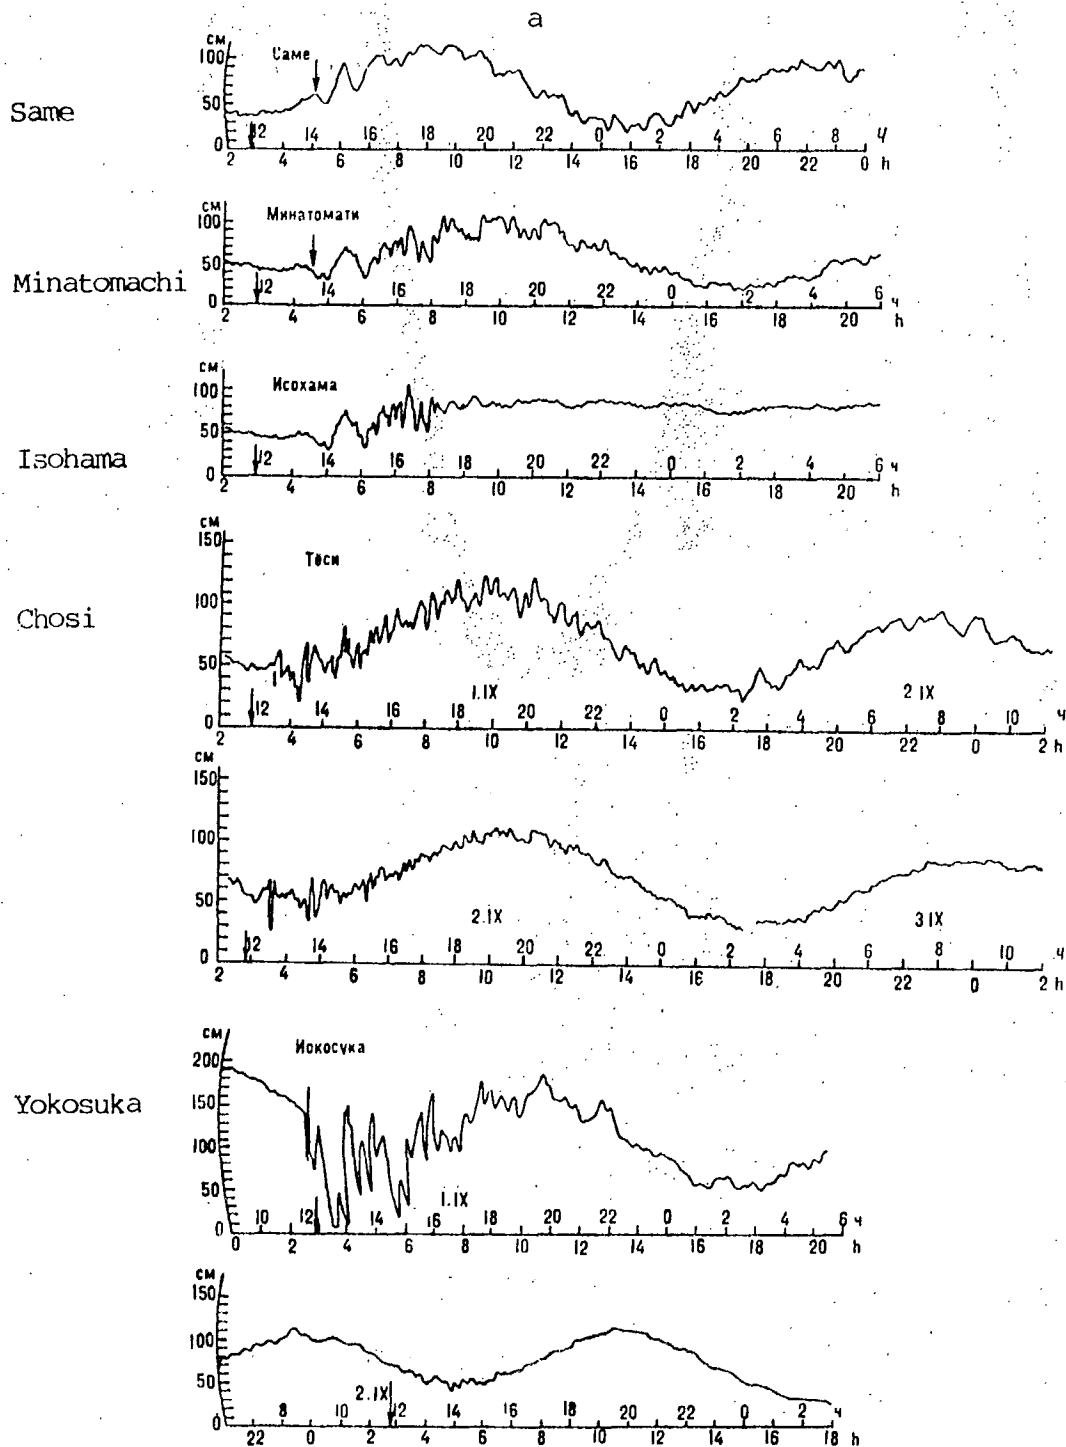 а
см
Саме
100
50
0
Same
12 14 16 18 20 22 0 2 4 6 8 ч
2 4 6 8 10 12 14 16 18 20 22 0 h
см
Минатомати
100
50
0
Minatomachi
12 14 16 18 20 22 0 2 4 6 ч
2 4 6 8 10 12 14 16 18 20 h
см
Исохама
100
50
0
Isohama
12 14 16 18 20 22 0 2 4 6 ч
2 4 6 8 10 12 14 16 18 20 h
см
150
Тёси
100
Chosi
50
1.IX 2 IX
0
12 14 16 18 20 22 0 2 4 6 8 10 ч
2 4 6 8 10 12 14 16 18 20 22 0 2 h
см
150
100
50
2.IX 3 IX
0
12 14 16 18 20 22 0 2 4 6 8 10 ч
2 4 6 8 10 12 14 16 18 20 22 0 2 h
см
Иокосука
200
150
Yokosuka
100
50
1.IX
0
10 12 14 16 18 20 22 0 2 4 6 ч
0 2 4 6 8 10 12 14 16 18 20 h
см
150
100
50
2.IX
0
8 10 12 14 16 18 20 22 0 2 ч
22 0 2 4 6 8 10 12 14 16 18 h